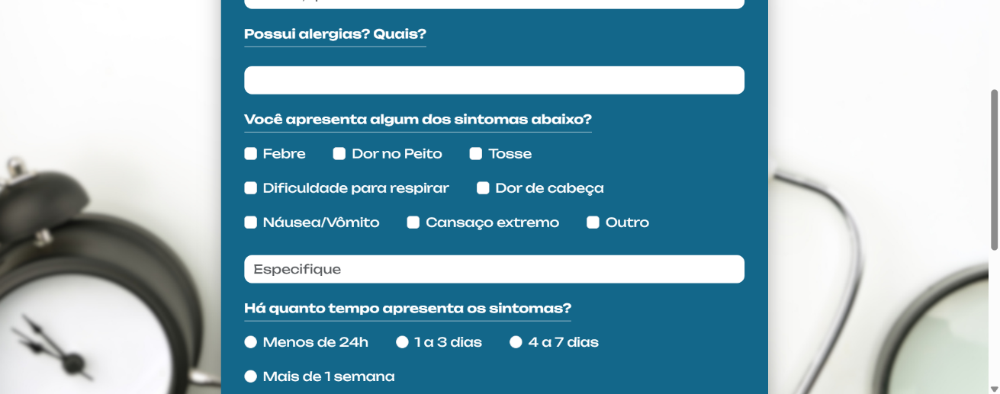 Possui alergias? Quais?
Você apresenta algum dos sintomas abaixo?
Febre Dor no Peito Tosse
Dificuldade para respirar Dor de cabeça
Náusea/Vômito Cansaço extremo Outro
Especifique
Há quanto tempo apresenta os sintomas?
Menos de 24h 1 a 3 dias 4 a 7 dias
Mais de 1 semana